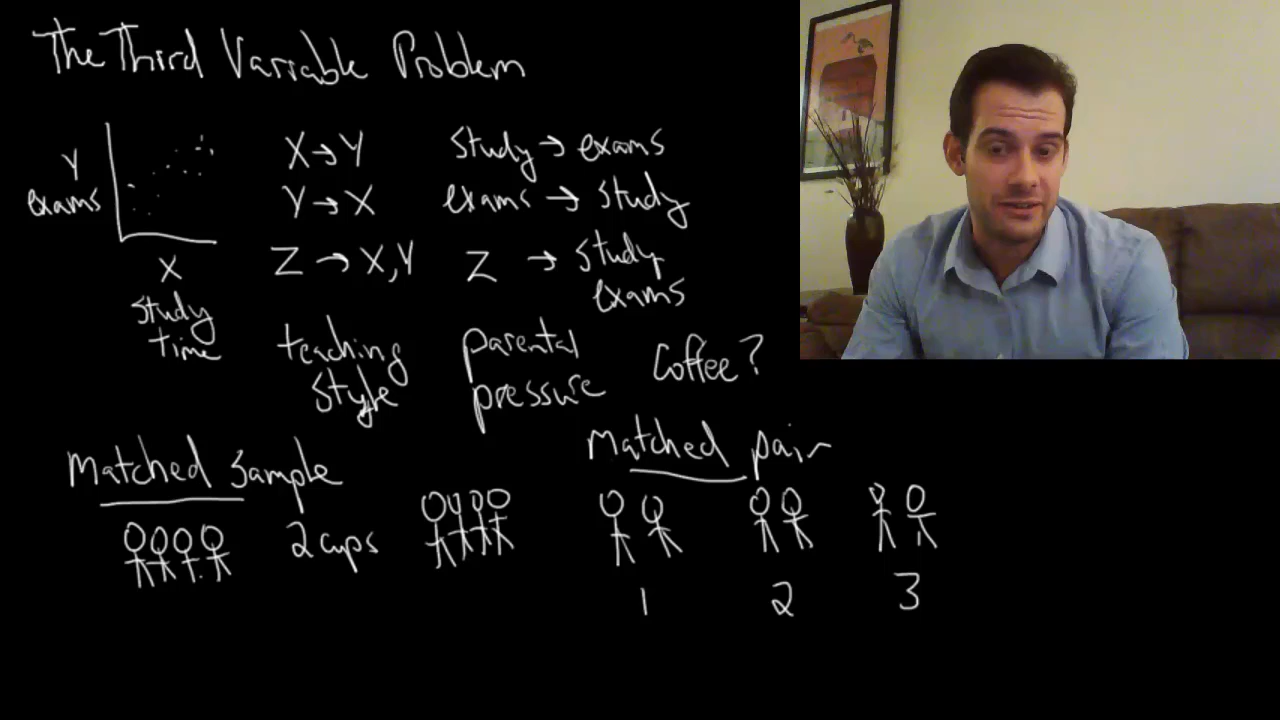 The Third Variable Problem
Y
exams
X
study
time
X → Y
Y → X
Z → X, Y
study → exams
exams → study
Z → study
exams
teaching
style
parental
pressure
Coffee?
Matched Sample
2 cups
Matched pair
1
2
3